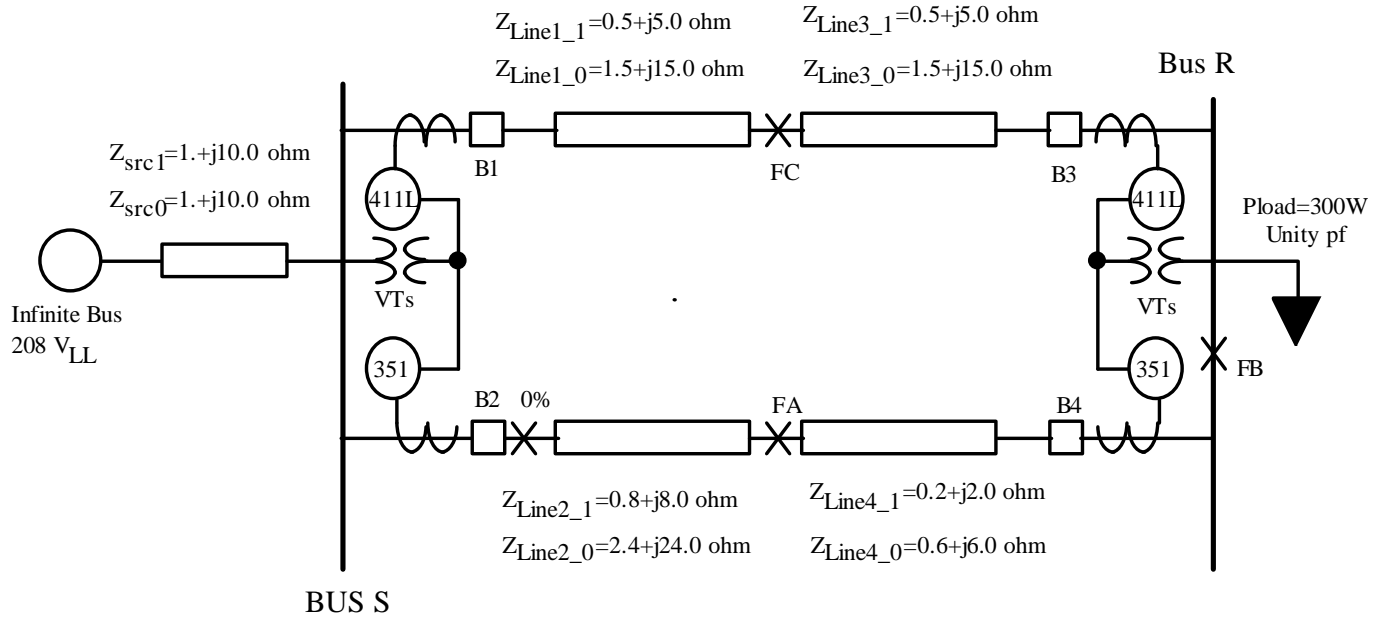 Z_Line1_1=0.5+j5.0 ohm
Z_Line1_0=1.5+j15.0 ohm
Z_Line3_1=0.5+j5.0 ohm
Z_Line3_0=1.5+j15.0 ohm
Bus R
Z_src1=1.+j10.0 ohm
Z_src0=1.+j10.0 ohm
B1
FC
B3
411L
411L
Pload=300W
Unity pf
VTs
VTs
Infinite Bus
208 V_LL
351
351
FB
B2
0%
FA
B4
Z_Line2_1=0.8+j8.0 ohm
Z_Line2_0=2.4+j24.0 ohm
Z_Line4_1=0.2+j2.0 ohm
Z_Line4_0=0.6+j6.0 ohm
BUS S